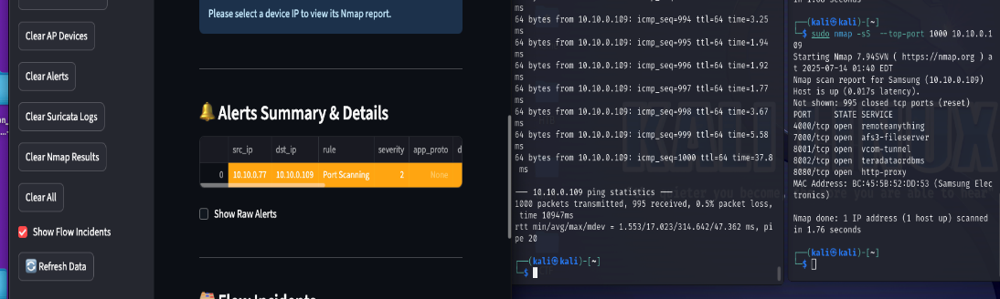 Clear AP Devices
Clear Alerts
Clear Suricata Logs
Clear Nmap Results
Clear All
Show Flow Incidents
Refresh Data
Please select a device IP to view its Nmap report.
Alerts Summary & Details
src_ip dst_ip rule severity app_proto d
0 10.10.0.77 10.10.0.109 Port Scanning 2 None
Show Raw Alerts
64 bytes from 10.10.0.109: icmp_seq=994 ttl=64 time=3.25
ms
64 bytes from 10.10.0.109: icmp_seq=995 ttl=64 time=1.94
ms
64 bytes from 10.10.0.109: icmp_seq=996 ttl=64 time=1.92
ms
64 bytes from 10.10.0.109: icmp_seq=997 ttl=64 time=1.77
ms
64 bytes from 10.10.0.109: icmp_seq=998 ttl=64 time=3.67
ms
64 bytes from 10.10.0.109: icmp_seq=999 ttl=64 time=5.58
ms
64 bytes from 10.10.0.109: icmp_seq=1000 ttl=64 time=37.8
ms
--- 10.10.0.109 ping statistics ---
1000 packets transmitted, 995 received, 0.5% packet loss,
time 10947ms
rtt min/avg/max/mdev = 1.553/17.023/314.642/47.362 ms, pi
pe 20
(kali㉿kali)-[~]
$
(kali㉿kali)-[~]
$ sudo nmap -sS --top-port 1000 10.10.0.1
09
Starting Nmap 7.94SVN ( https://nmap.org ) a
t 2025-07-14 01:40 EDT
Nmap scan report for Samsung (10.10.0.109)
Host is up (0.017s latency).
Not shown: 995 closed tcp ports (reset)
PORT STATE SERVICE
4000/tcp open remoteanything
7000/tcp open afs3-fileserver
8001/tcp open vcom-tunnel
8002/tcp open teradataordbms
8080/tcp open http-proxy
MAC Address: BC:45:5B:52:DD:53 (Samsung Elec
tronics)
Nmap done: 1 IP address (1 host up) scanned
in 1.76 seconds
(kali㉿kali)-[~]
$